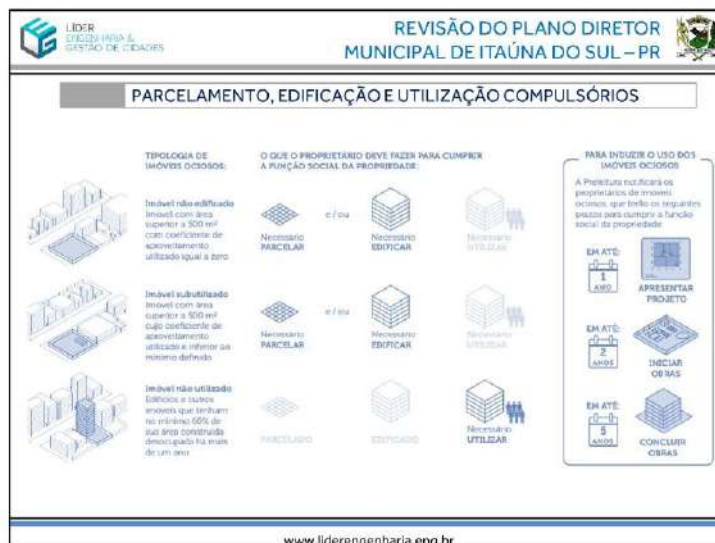 LÍDER
ENGENHARIA &
GESTÃO DE CIDADES
REVISÃO DO PLANO DIRETOR
MUNICIPAL DE ITAÚNA DO SUL – PR
PARCELAMENTO, EDIFICAÇÃO E UTILIZAÇÃO COMPULSÓRIOS
TIPOLOGIA DE
IMÓVEIS OCIOSOS:
O QUE O PROPRIETÁRIO DEVE FAZER PARA CUMPRIR
A FUNÇÃO SOCIAL DA PROPRIEDADE:
Imóvel não edificado
Imóvel com área
superior a 500 m²
com coeficiente de
aproveitamento
utilizado igual a zero
Necessário
PARCELAR
e / ou
Necessário
EDIFICAR
Necessário
UTILIZAR
Imóvel subutilizado
Imóvel com área
superior a 500 m²
cujo coeficiente de
aproveitamento
utilizado é inferior ao
mínimo definido
Necessário
PARCELAR
e / ou
Necessário
EDIFICAR
Necessário
UTILIZAR
Imóvel não utilizado
Edifícios e outros
imóveis que tenham
no mínimo 60% de
sua área construída
desocupada há mais
de um ano
PARCELADO
EDIFICADO
Necessário
UTILIZAR
PARA INDUZIR O USO DOS
IMÓVEIS OCIOSOS
A Prefeitura notificará os
proprietários de imóveis
ociosos, que terão os seguintes
prazos para cumprir a função
social da propriedade
EM ATÉ:
1
ANO
APRESENTAR
PROJETO
EM ATÉ:
2
ANOS
INICIAR
OBRAS
EM ATÉ:
5
ANOS
CONCLUIR
OBRAS
www.liderengenharia.eng.br